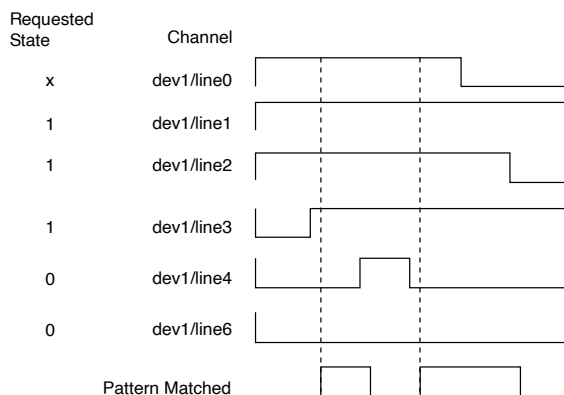 Requested
State Channel
x dev1/line0
1 dev1/line1
1 dev1/line2
1 dev1/line3
0 dev1/line4
0 dev1/line6
Pattern Matched